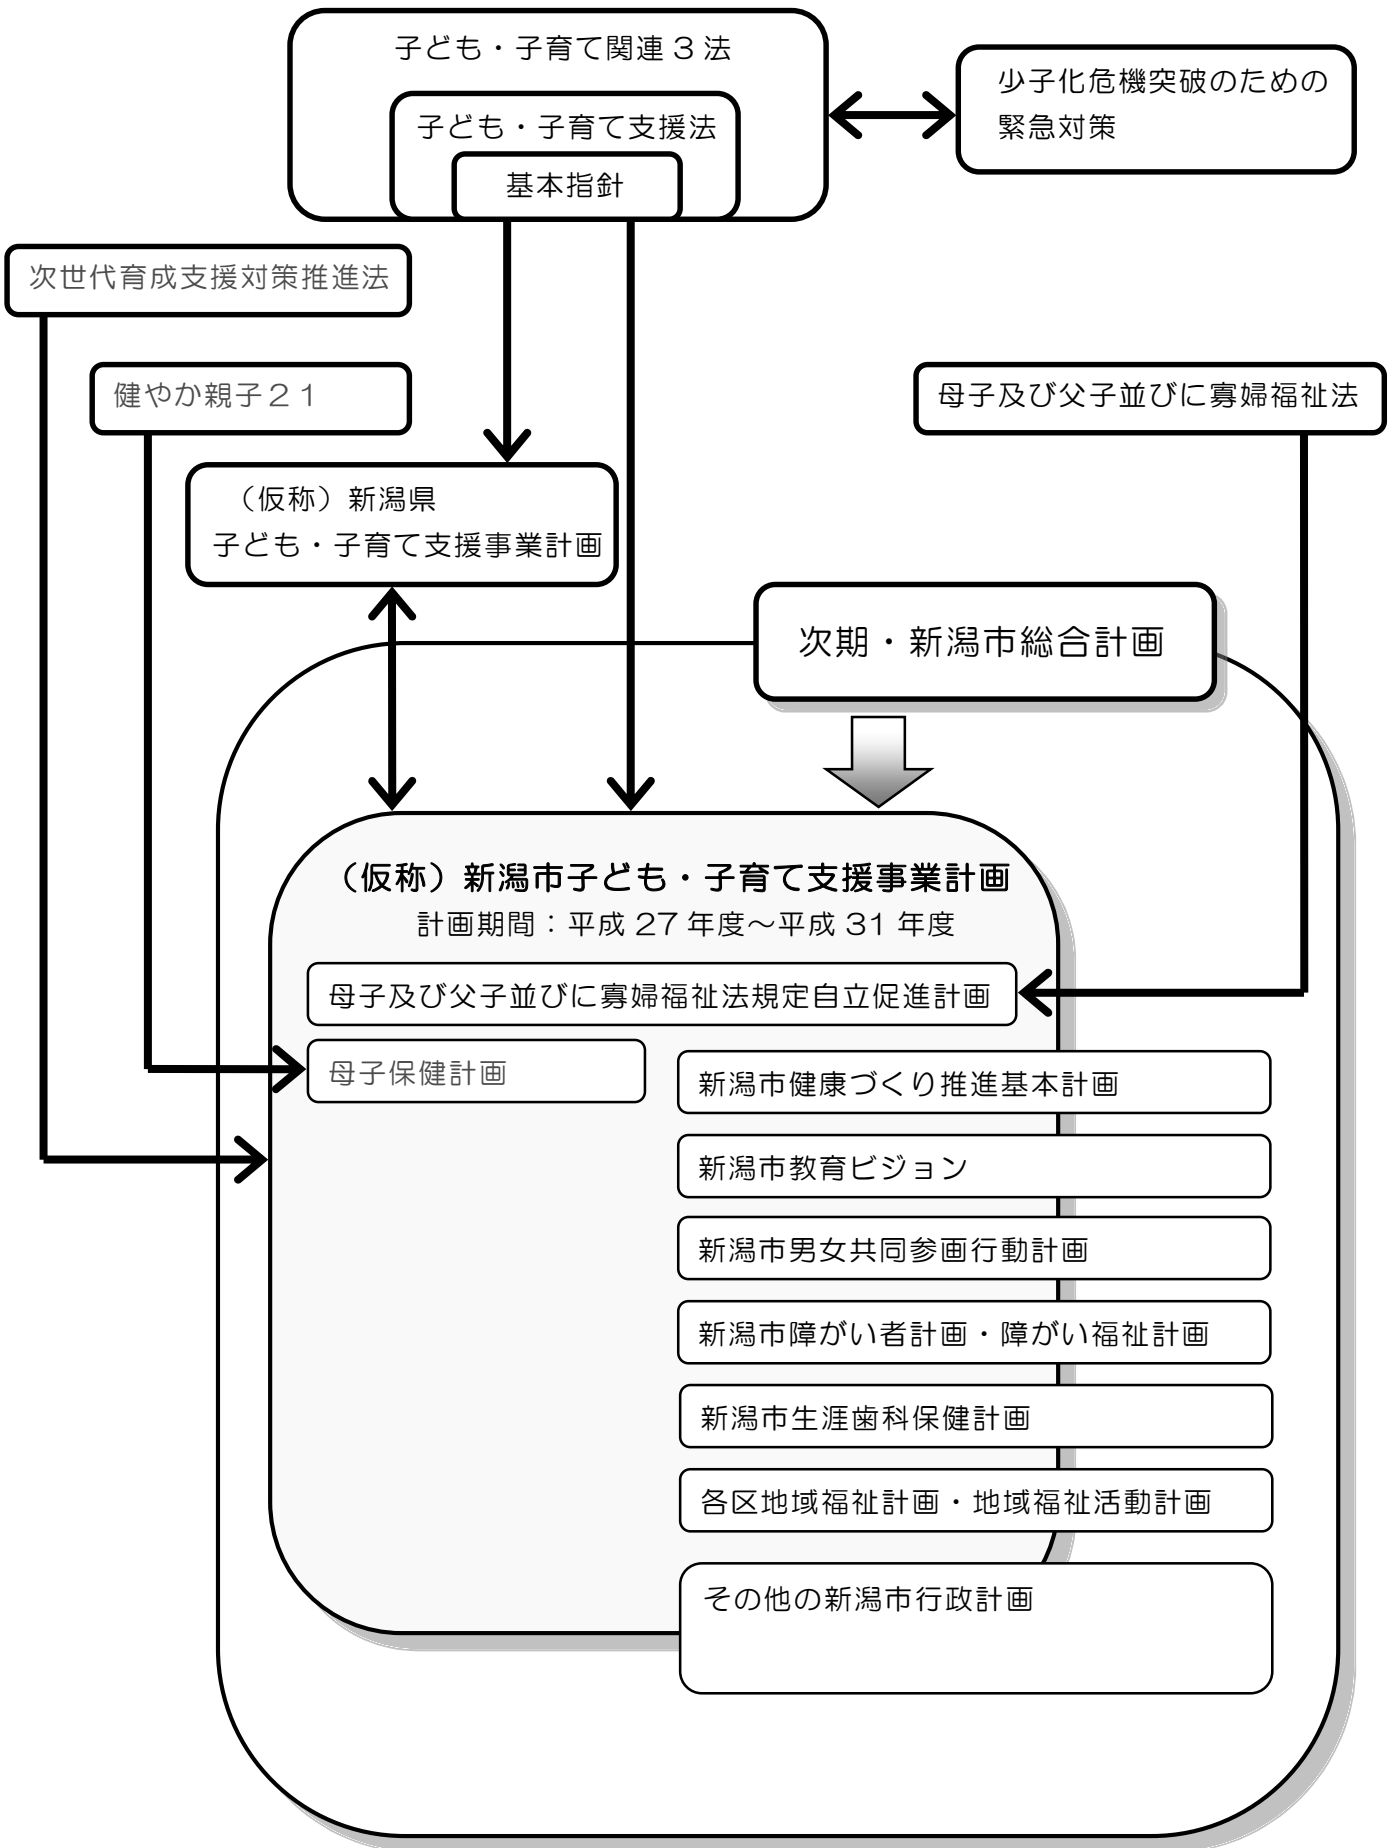 子ども・子育て関連３法
少子化危機突破のための
緊急対策
子ども・子育て支援法
基本指針
次世代育成支援対策推進法
健やか親子２１
母子及び父子並びに寡婦福祉法
（仮称）新潟県
子ども・子育て支援事業計画
次期・新潟市総合計画
（仮称）新潟市子ども・子育て支援事業計画
計画期間：平成 27 年度～平成 31 年度
母子及び父子並びに寡婦福祉法規定自立促進計画
母子保健計画
新潟市健康づくり推進基本計画
新潟市教育ビジョン
新潟市男女共同参画行動計画
新潟市障がい者計画・障がい福祉計画
新潟市生涯歯科保健計画
各区地域福祉計画・地域福祉活動計画
その他の新潟市行政計画